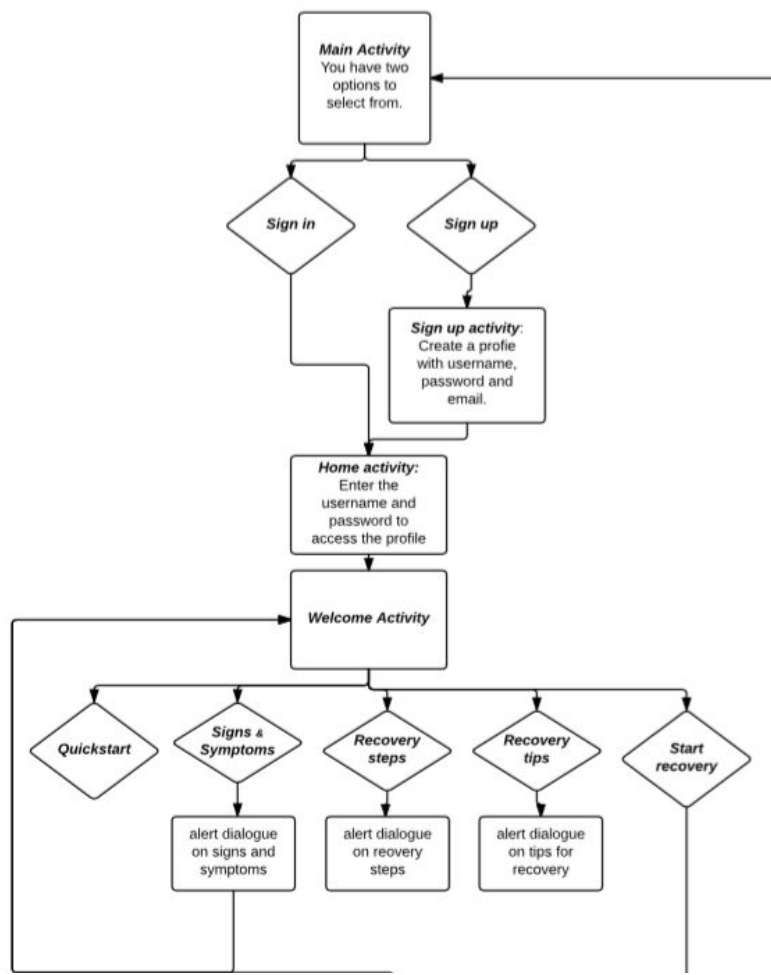 Main Activity
You have two
options to
select from.
Sign in
Sign up
Sign up activity:
Create a profie
with username,
password and
email.
Home activity:
Enter the
username and
password to
access the profile
Welcome Activity
Quickstart
Signs &
Symptoms
Recovery
steps
Recovery
tips
Start
recovery
alert dialogue
on signs and
symptoms
alert dialogue
on reovery
steps
alert dialogue
on tips for
recovery